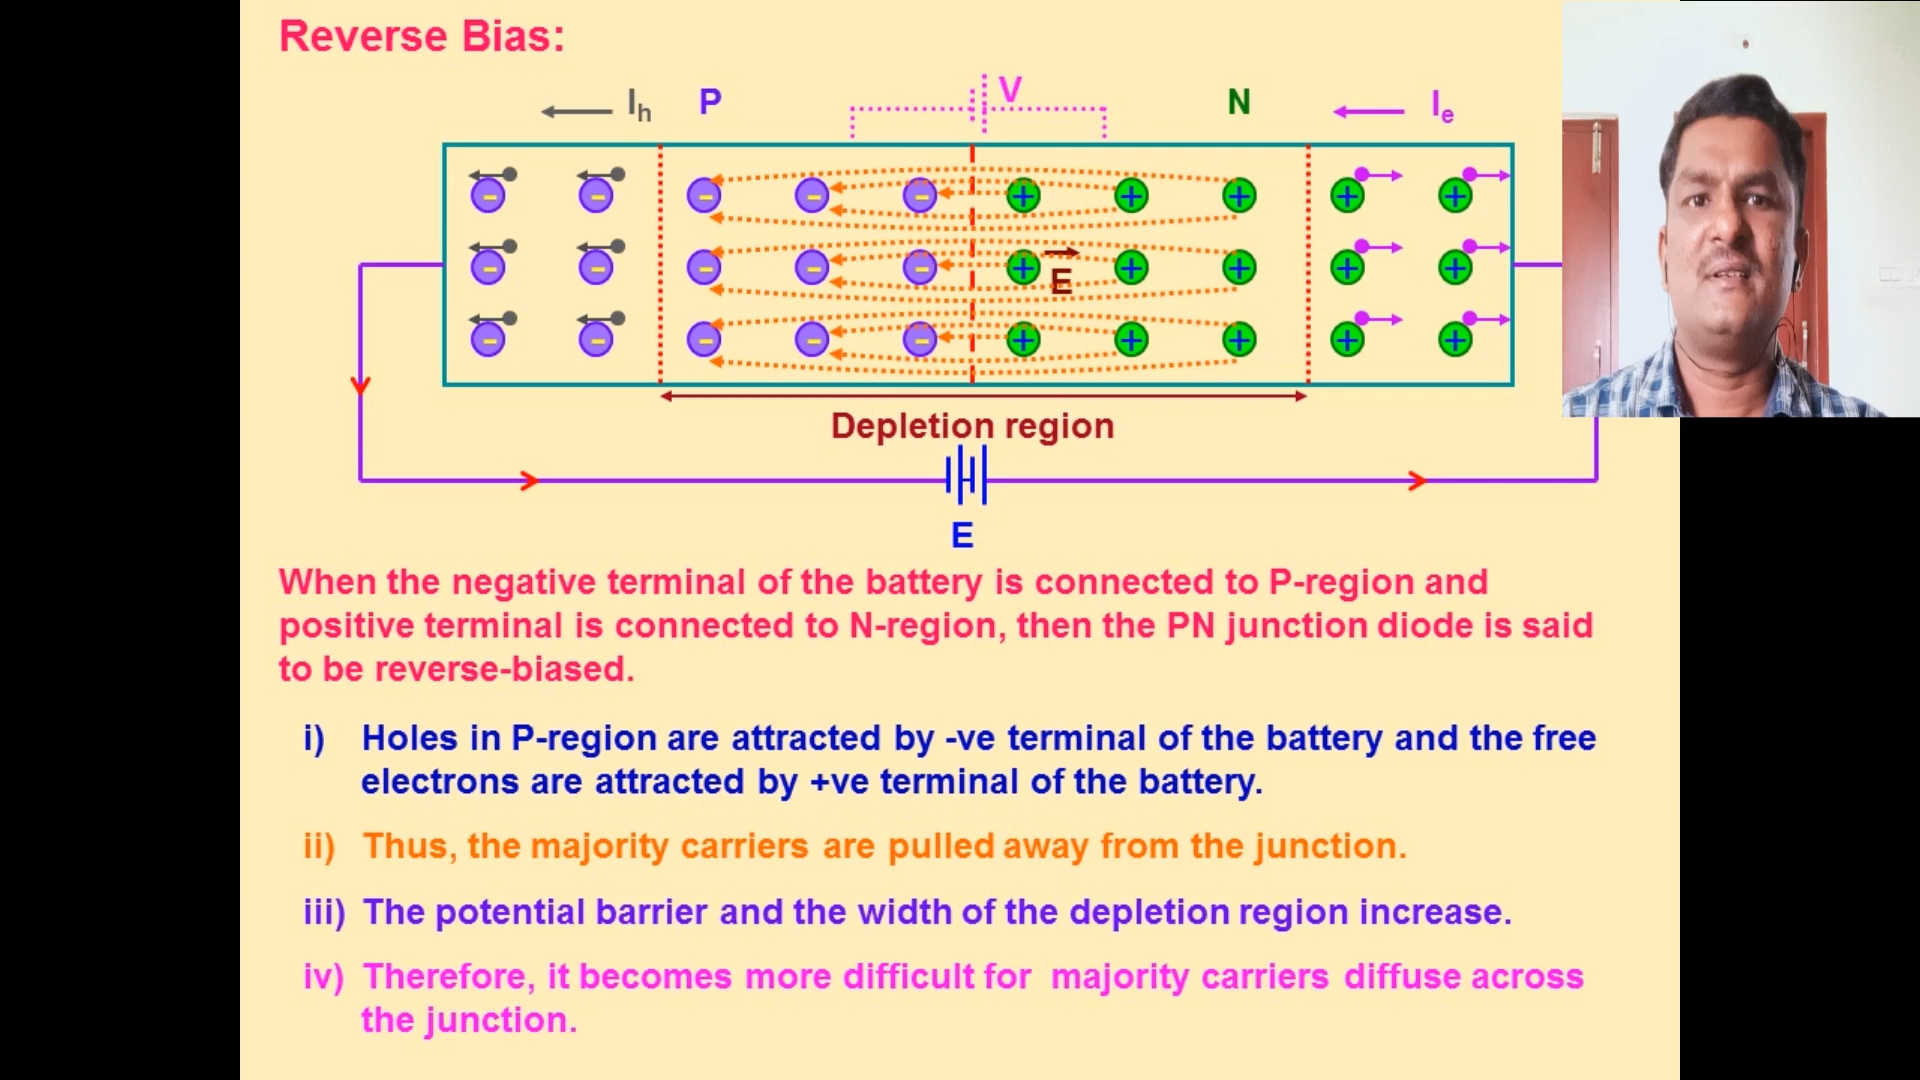 Reverse Bias:
Ih P V N Ie
E
Depletion region
E
When the negative terminal of the battery is connected to P-region and
positive terminal is connected to N-region, then the PN junction diode is said
to be reverse-biased.
i) Holes in P-region are attracted by -ve terminal of the battery and the free
electrons are attracted by +ve terminal of the battery.
ii) Thus, the majority carriers are pulled away from the junction.
iii) The potential barrier and the width of the depletion region increase.
iv) Therefore, it becomes more difficult for majority carriers diffuse across
the junction.